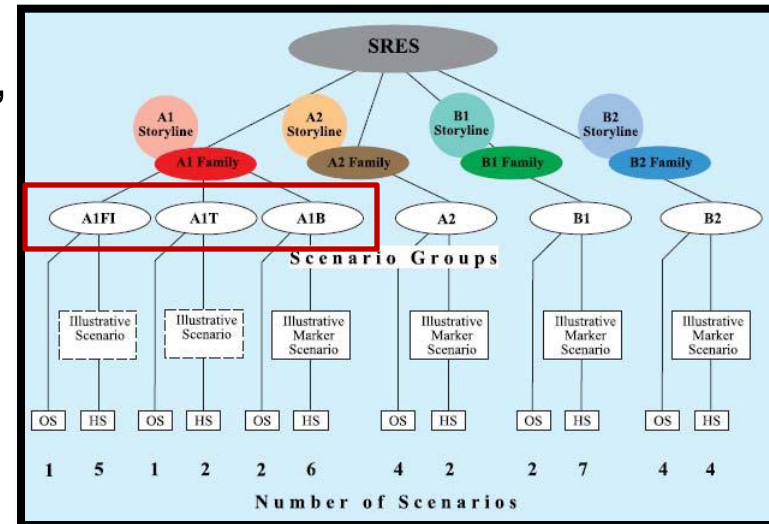 ,
SRES
A1
Storyline
A2
Storyline
B1
Storyline
B2
Storyline
A1 Family
A2 Family
B1 Family
B2 Family
A1FI
A1T
A1B
A2
B1
B2
Scenario Groups
Illustrative
Scenario
Illustrative
Scenario
Illustrative
Marker
Scenario
Illustrative
Marker
Scenario
Illustrative
Marker
Scenario
Illustrative
Marker
Scenario
OS HS OS HS OS HS OS HS OS HS OS HS
1 5 1 2 2 6 4 2 2 7 4 4
Number of Scenarios